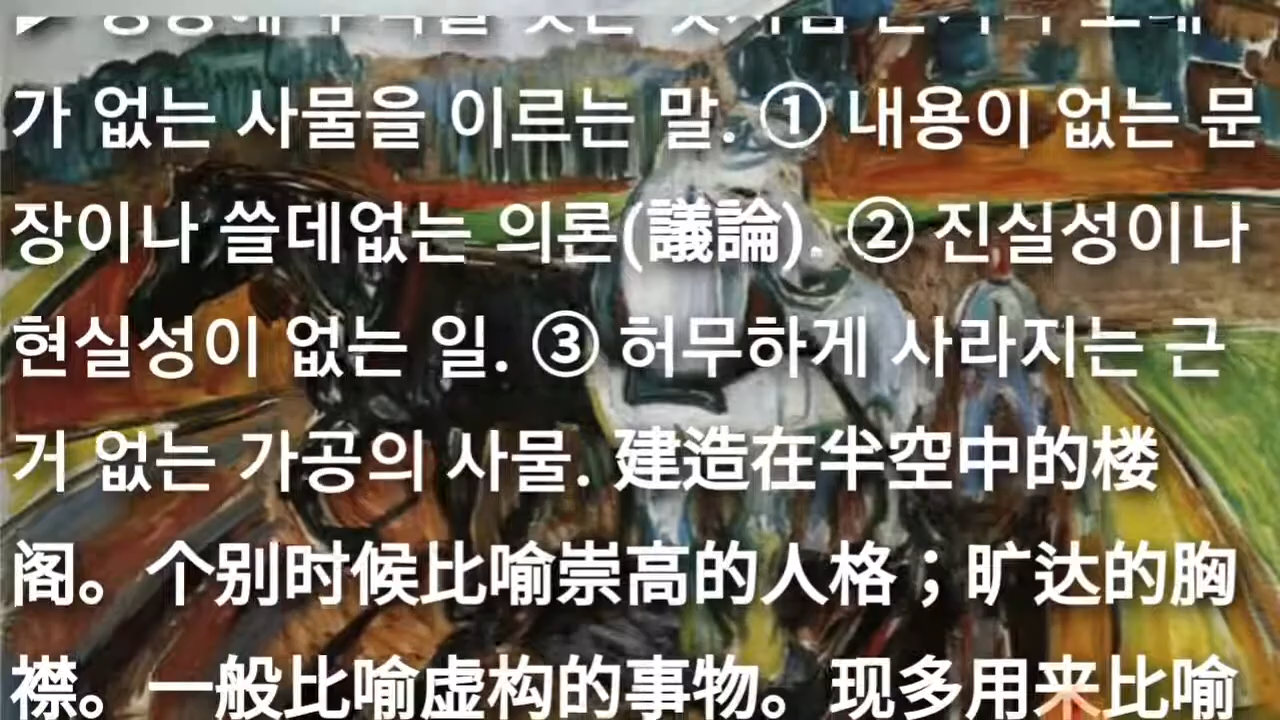 가 없는 사물을 이르는 말. ① 내용이 없는 문
장이나 쓸데없는 의론(議論). ② 진실성이나
현실성이 없는 일. ③ 허무하게 사라지는 근
거 없는 가공의 사물. 建造在半空中的楼
阁。个别时候比喻崇高的人格；旷达的胸
襟。一般比喻虚构的事物。现多用来比喻